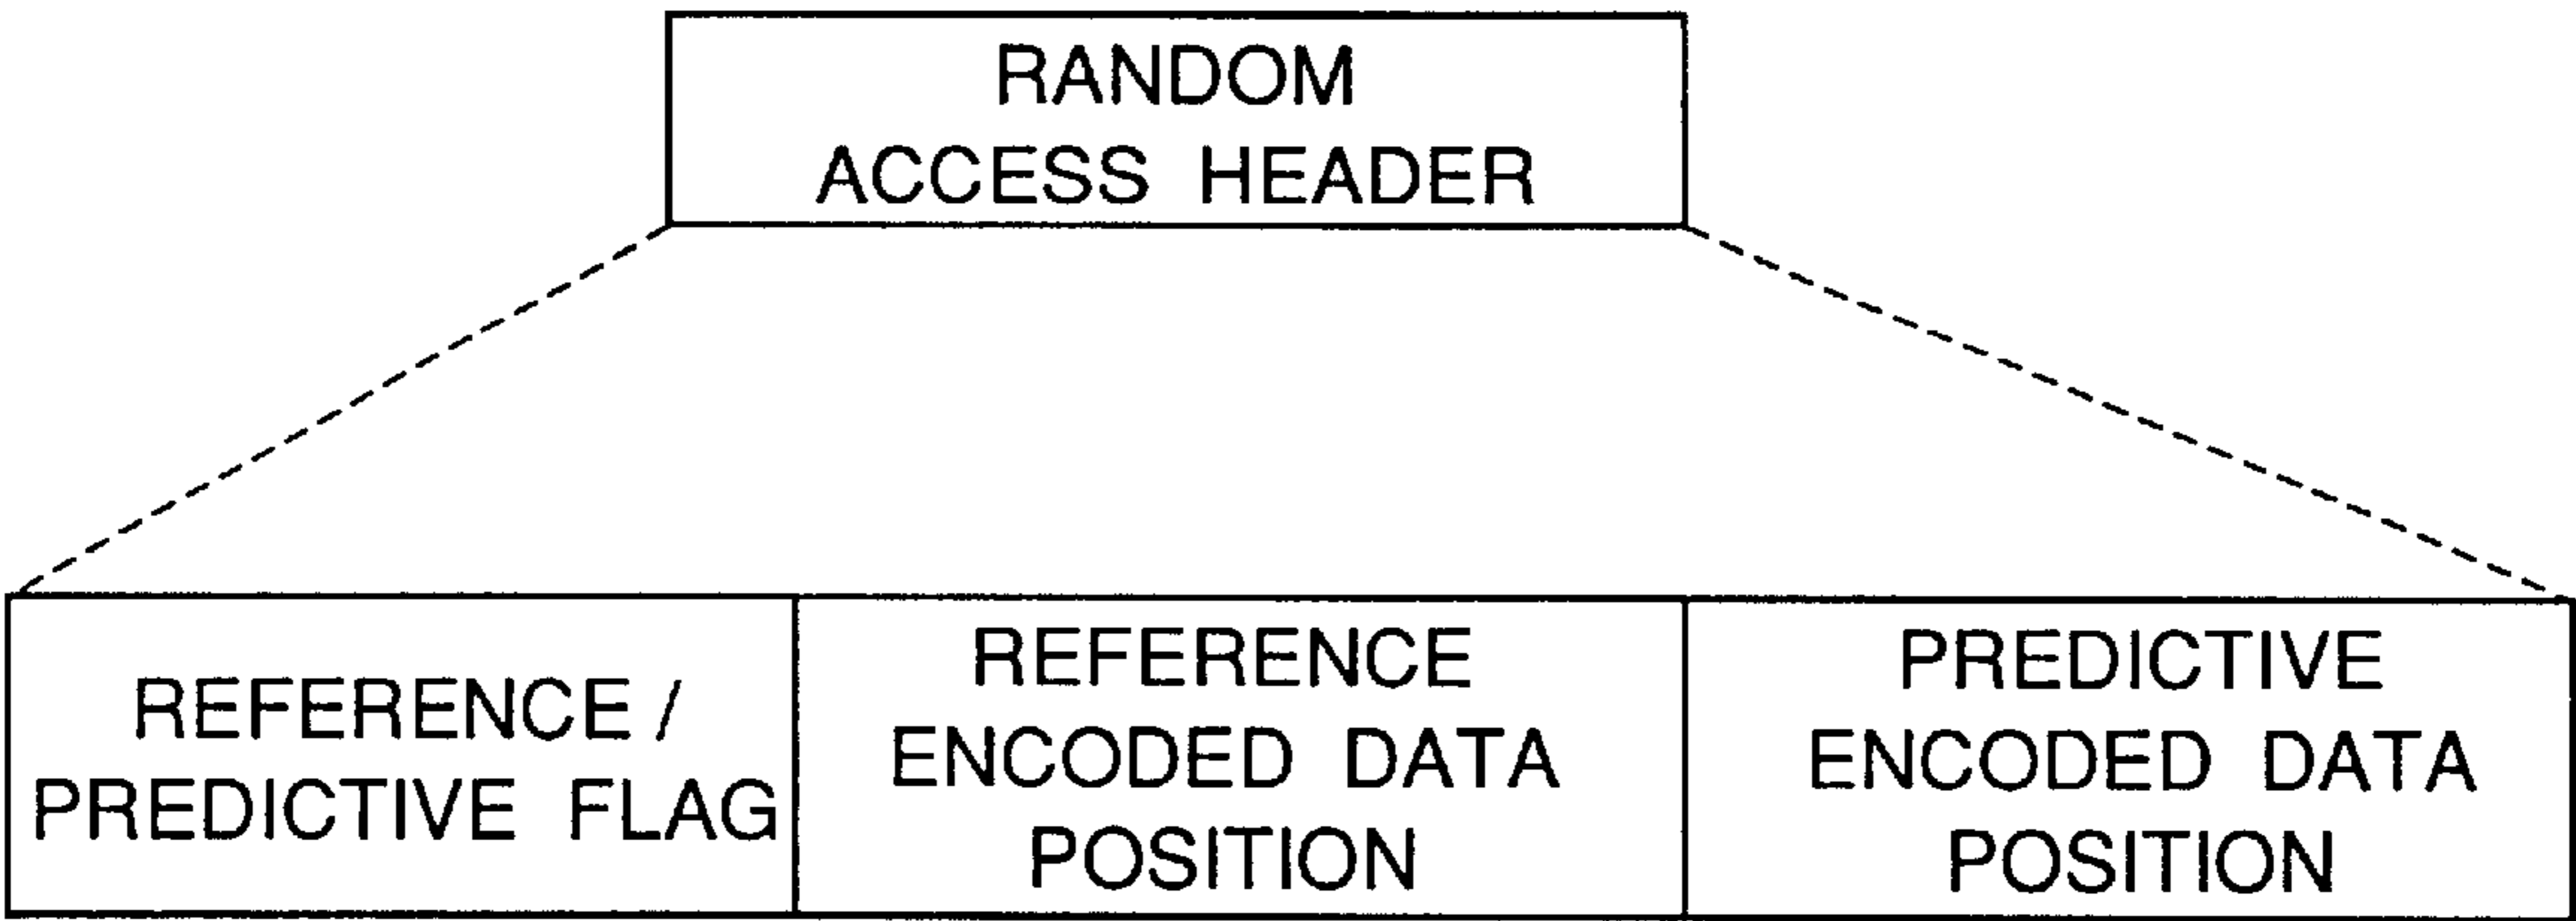 RANDOM
ACCESS HEADER
REFERENCE /
PREDICTIVE FLAG
REFERENCE
ENCODED DATA
POSITION
PREDICTIVE
ENCODED DATA
POSITION